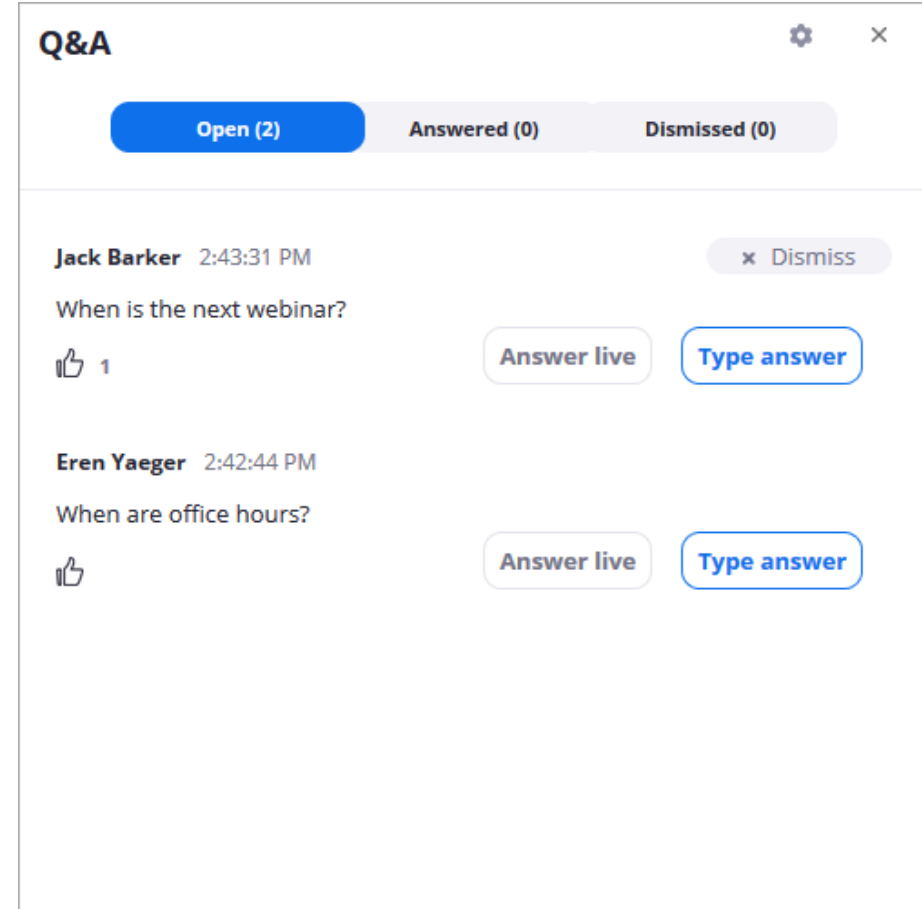 Q&A
Open (2) Answered (0) Dismissed (0)
Jack Barker 2:43:31 PM × Dismiss
When is the next webinar?
1 Answer live Type answer
Eren Yaeger 2:42:44 PM
When are office hours?
Answer live Type answer